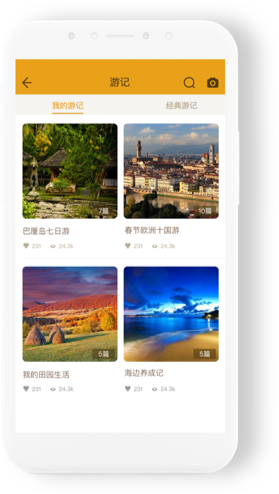 游记
我的游记 经典游记
7篇 10篇
巴厘岛七日游 春节欧洲十国游
231 24.3k 231 24.3k
5篇 5篇
我的田园生活 海边养成记
231 24.3k 231 24.3k